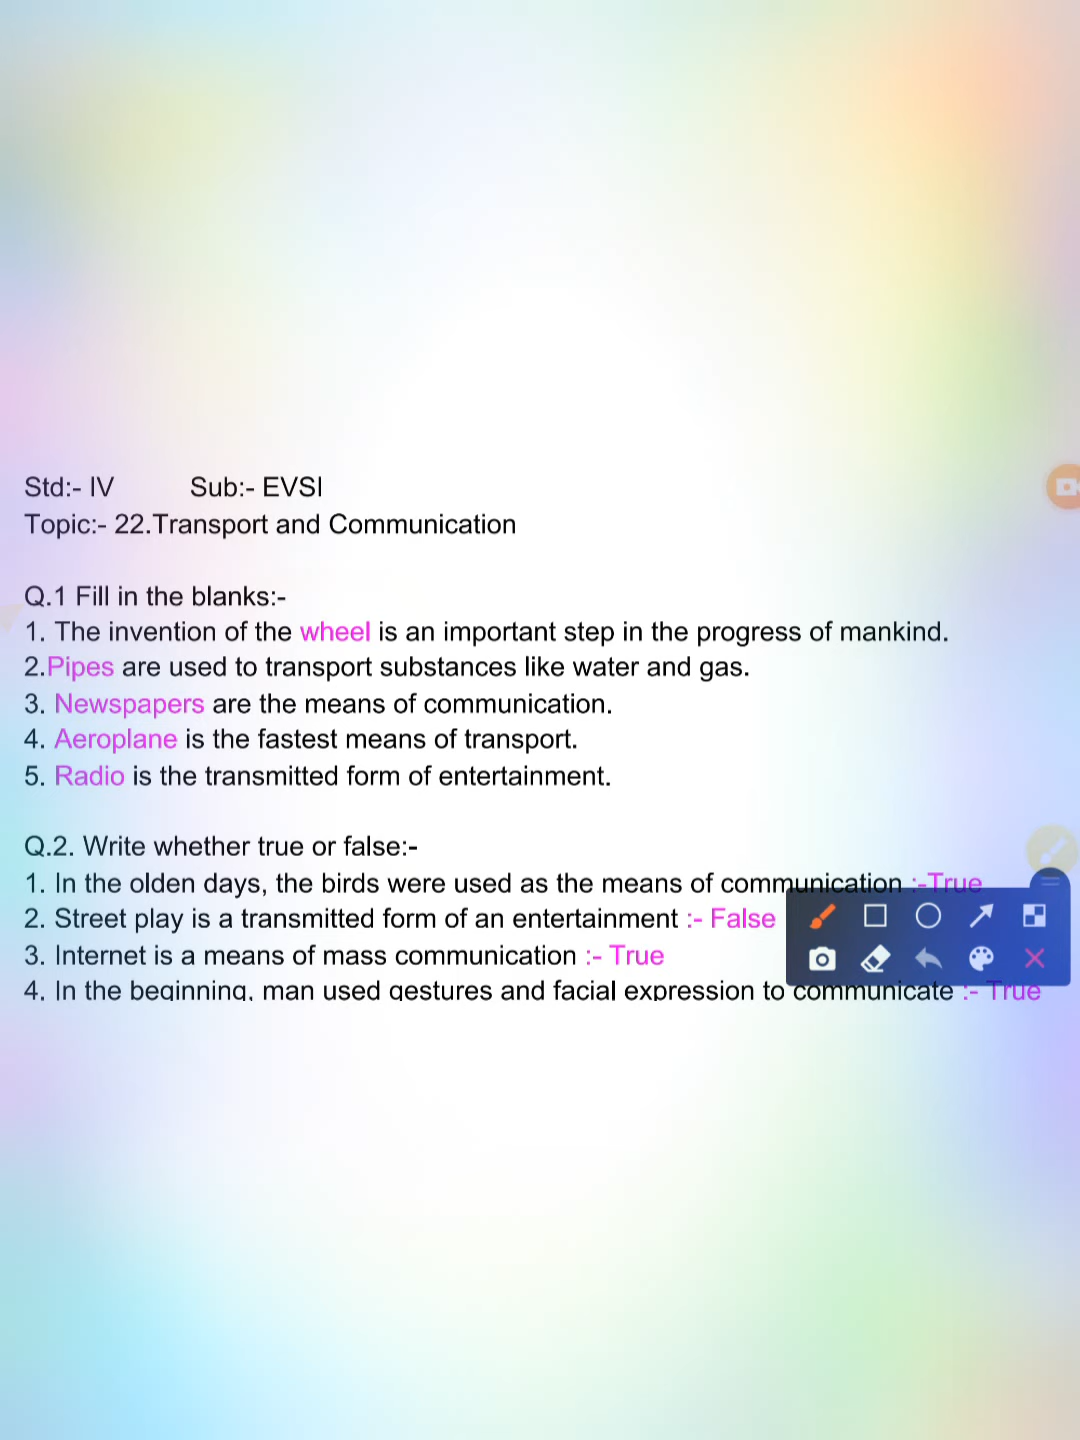 Std:- IV Sub:- EVSI
Topic:- 22.Transport and Communication
Q.1 Fill in the blanks:-
1. The invention of the wheel is an important step in the progress of mankind.
2.Pipes are used to transport substances like water and gas.
3. Newspapers are the means of communication.
4. Aeroplane is the fastest means of transport.
5. Radio is the transmitted form of entertainment.
Q.2. Write whether true or false:-
1. In the olden days, the birds were used as the means of communication :-True
2. Street play is a transmitted form of an entertainment :- False
3. Internet is a means of mass communication :- True
4. In the beginning, man used gestures and facial expression to communicate :- True